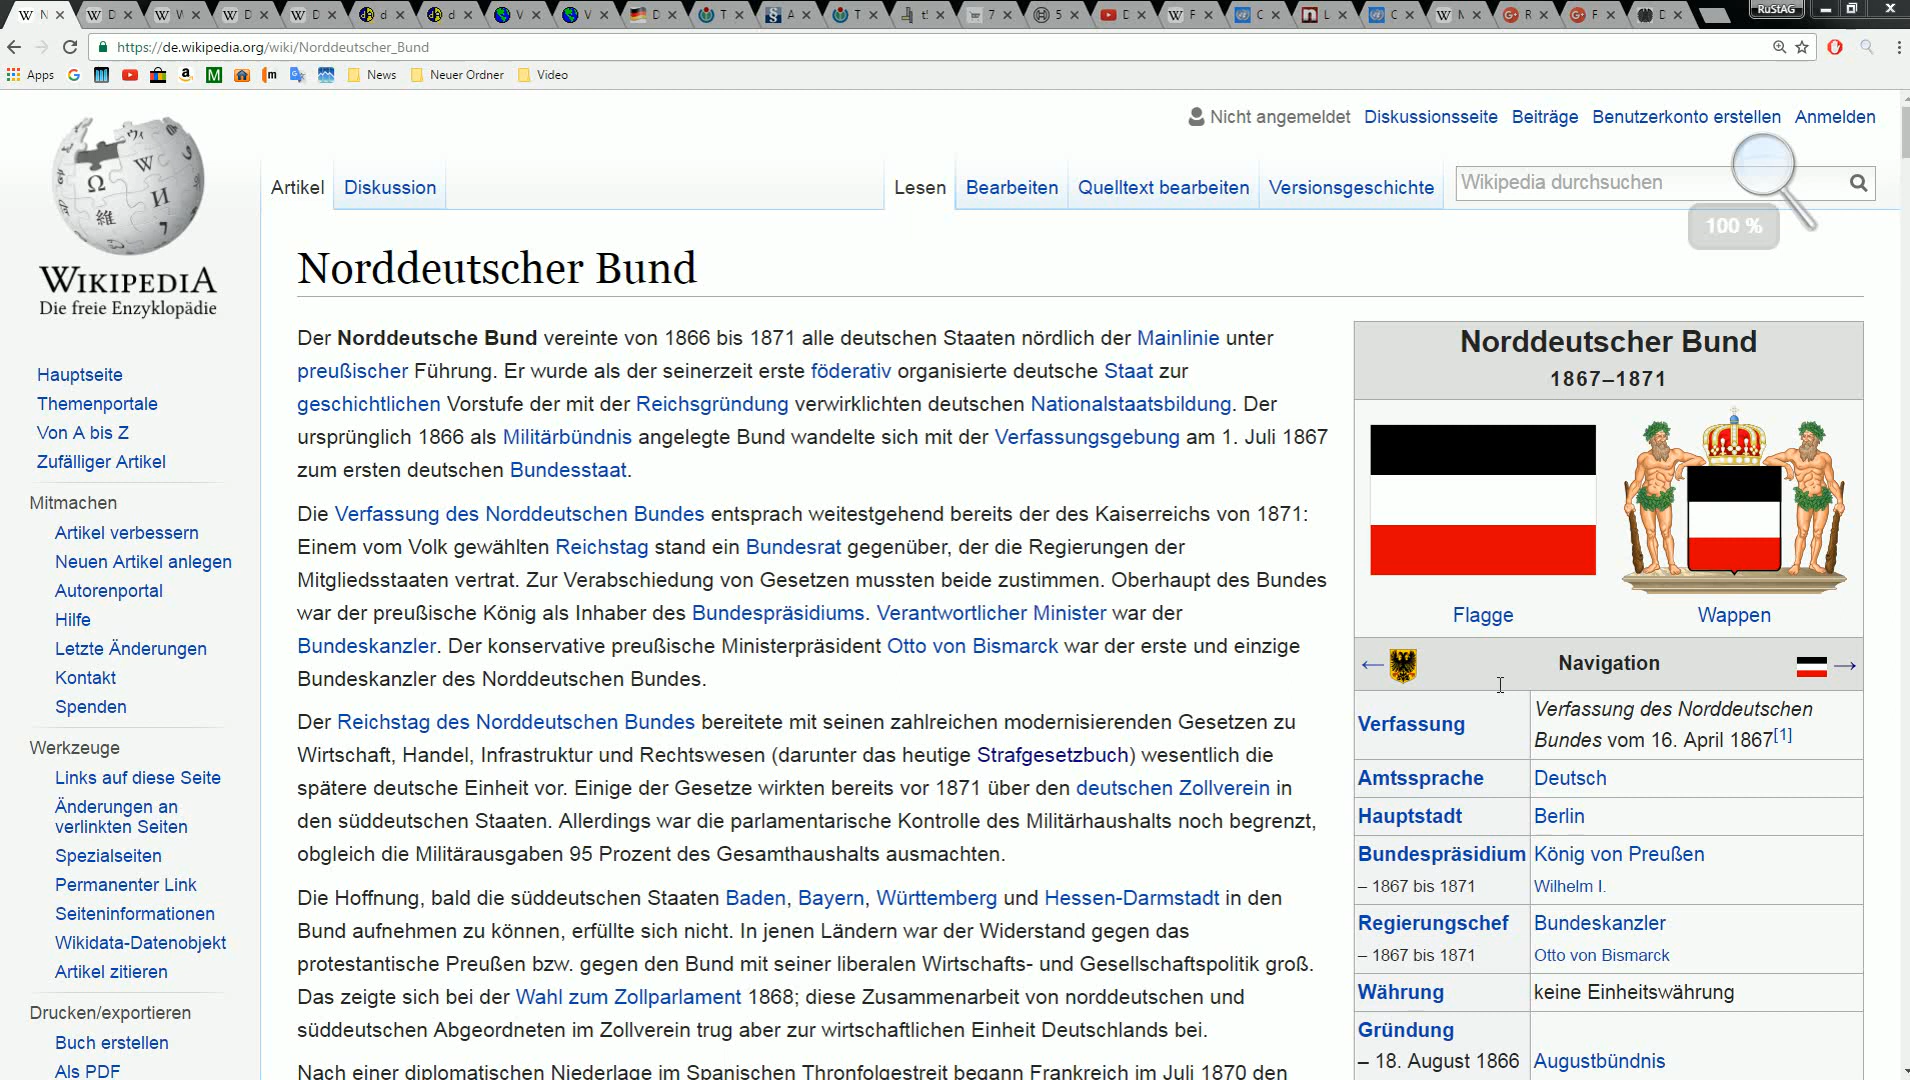 RuStAG
https://de.wikipedia.org/wiki/Norddeutscher_Bund
Apps
News
Neuer Ordner
Video
Nicht angemeldet Diskussionsseite Beiträge Benutzerkonto erstellen Anmelden
Artikel Diskussion Lesen Bearbeiten Quelltext bearbeiten Versionsgeschichte Wikipedia durchsuchen
100 %
WIKIPEDIA
Die freie Enzyklopädie
Hauptseite
Themenportale
Von A bis Z
Zufälliger Artikel
Mitmachen
Artikel verbessern
Neuen Artikel anlegen
Autorenportal
Hilfe
Letzte Änderungen
Kontakt
Spenden
Werkzeuge
Links auf diese Seite
Änderungen an
verlinkten Seiten
Spezialseiten
Permanenter Link
Seiteninformationen
Wikidata-Datenobjekt
Artikel zitieren
Drucken/exportieren
Buch erstellen
Als PDF
Norddeutscher Bund
Der Norddeutsche Bund vereinte von 1866 bis 1871 alle deutschen Staaten nördlich der Mainlinie unter
preußischer Führung. Er wurde als der seinerzeit erste föderativ organisierte deutsche Staat zur
geschichtlichen Vorstufe der mit der Reichsgründung verwirklichten deutschen Nationalstaatsbildung. Der
ursprünglich 1866 als Militärbündnis angelegte Bund wandelte sich mit der Verfassungsgebung am 1. Juli 1867
zum ersten deutschen Bundesstaat.
Die Verfassung des Norddeutschen Bundes entsprach weitestgehend bereits der des Kaiserreichs von 1871:
Einem vom Volk gewählten Reichstag stand ein Bundesrat gegenüber, der die Regierungen der
Mitgliedsstaaten vertrat. Zur Verabschiedung von Gesetzen mussten beide zustimmen. Oberhaupt des Bundes
war der preußische König als Inhaber des Bundespräsidiums. Verantwortlicher Minister war der
Bundeskanzler. Der konservative preußische Ministerpräsident Otto von Bismarck war der erste und einzige
Bundeskanzler des Norddeutschen Bundes.
Der Reichstag des Norddeutschen Bundes bereitete mit seinen zahlreichen modernisierenden Gesetzen zu
Wirtschaft, Handel, Infrastruktur und Rechtswesen (darunter das heutige Strafgesetzbuch) wesentlich die
spätere deutsche Einheit vor. Einige der Gesetze wirkten bereits vor 1871 über den deutschen Zollverein in
den süddeutschen Staaten. Allerdings war die parlamentarische Kontrolle des Militärhaushalts noch begrenzt,
obgleich die Militärausgaben 95 Prozent des Gesamthaushalts ausmachten.
Die Hoffnung, bald die süddeutschen Staaten Baden, Bayern, Württemberg und Hessen-Darmstadt in den
Bund aufnehmen zu können, erfüllte sich nicht. In jenen Ländern war der Widerstand gegen das
protestantische Preußen bzw. gegen den Bund mit seiner liberalen Wirtschafts- und Gesellschaftspolitik groß.
Das zeigte sich bei der Wahl zum Zollparlament 1868; diese Zusammenarbeit von norddeutschen und
süddeutschen Abgeordneten im Zollverein trug aber zur wirtschaftlichen Einheit Deutschlands bei.
Nach einer diplomatischen Niederlage im Spanischen Thronfolgestreit begann Frankreich im Juli 1870 den
Norddeutscher Bund
1867–1871
Flagge Wappen
← Navigation →
Verfassung
Verfassung des Norddeutschen
Bundes vom 16. April 1867[1]
Amtssprache Deutsch
Hauptstadt Berlin
Bundespräsidium König von Preußen
– 1867 bis 1871 Wilhelm I.
Regierungschef Bundeskanzler
– 1867 bis 1871 Otto von Bismarck
Währung keine Einheitswährung
Gründung
– 18. August 1866 Augustbündnis